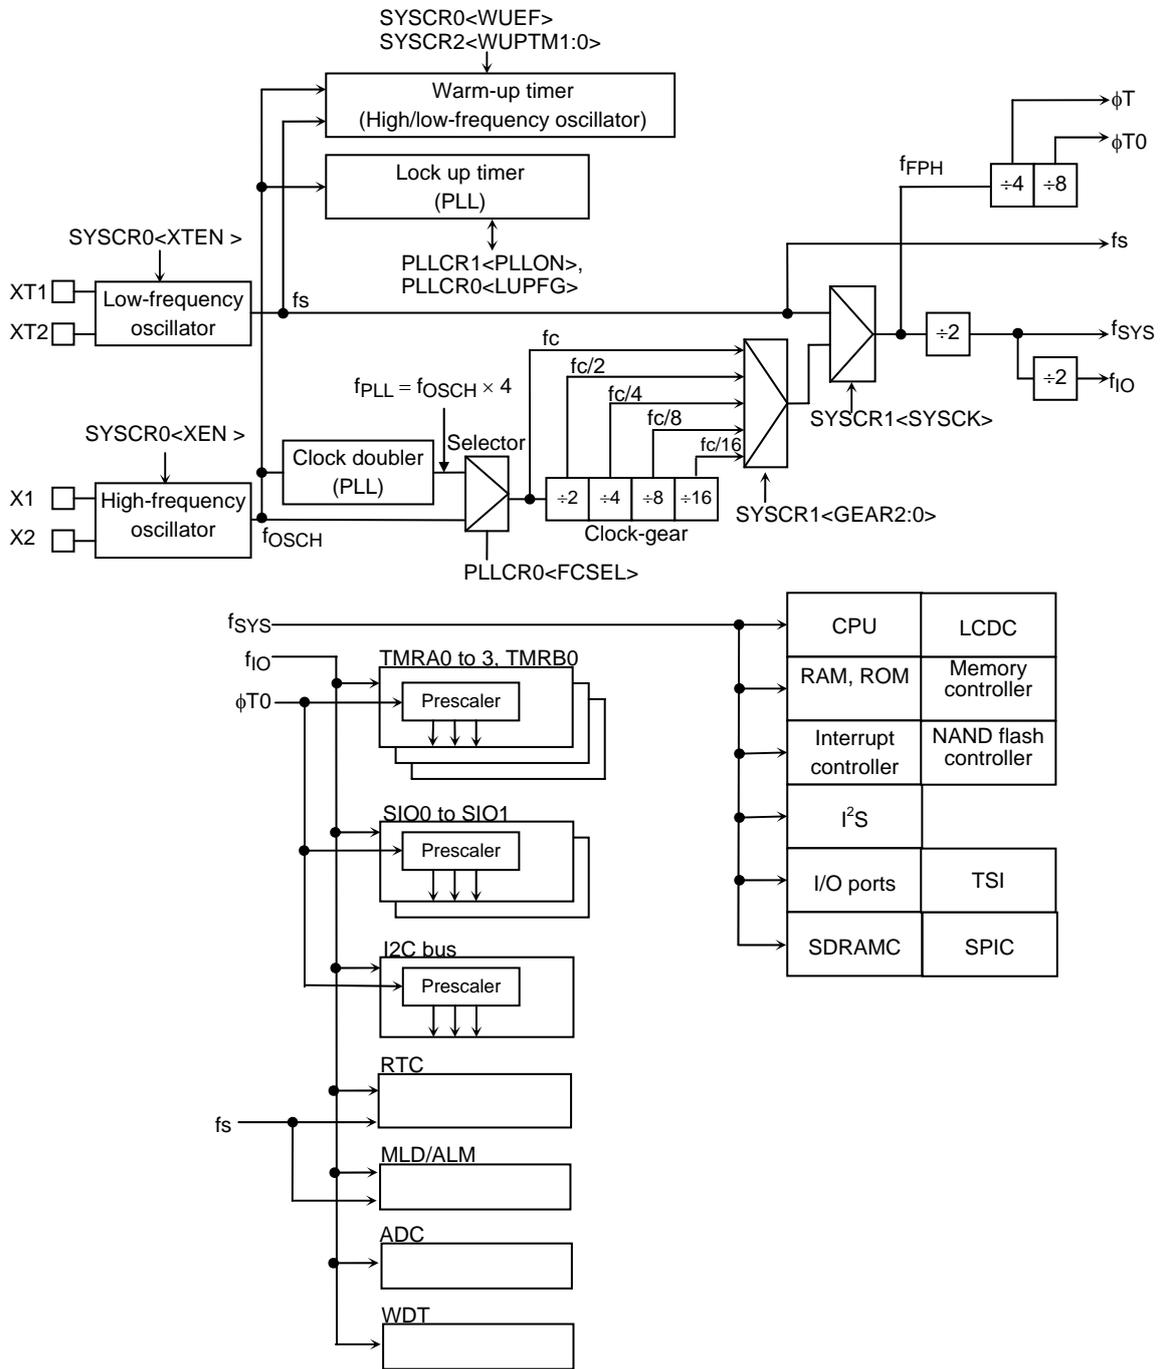 SYSCR0<WUEF>
SYSCR2<WUPTM1:0>
Warm-up timer
(High/low-frequency oscillator)
ϕT
ϕT0
fFPH
÷4
÷8
Lock up timer
(PLL)
SYSCR0<XTEN >
fs
PLLCR1<PLLON>,
PLLCR0<LUPFG>
XT1
XT2
Low-frequency
oscillator
fs
fc
÷2
fSYS
fc/2
÷2
fIO
fPLL = fOSCH × 4
fc/4
SYSCR1<SYSCK>
fc/8
SYSCR0<XEN >
Selector
fc/16
Clock doubler
(PLL)
X1
X2
High-frequency
oscillator
÷2
÷4
÷8
÷16
SYSCR1<GEAR2:0>
fOSCH
Clock-gear
PLLCR0<FCSEL>
fSYS
CPU
LCDC
fIO
TMRA0 to 3, TMRB0
RAM, ROM
Memory
controller
ϕT0
Prescaler
Interrupt
controller
NAND flash
controller
SIO0 to SIO1
I²S
Prescaler
I/O ports
TSI
I2C bus
SDRAMC
SPIC
Prescaler
RTC
fs
MLD/ALM
ADC
WDT